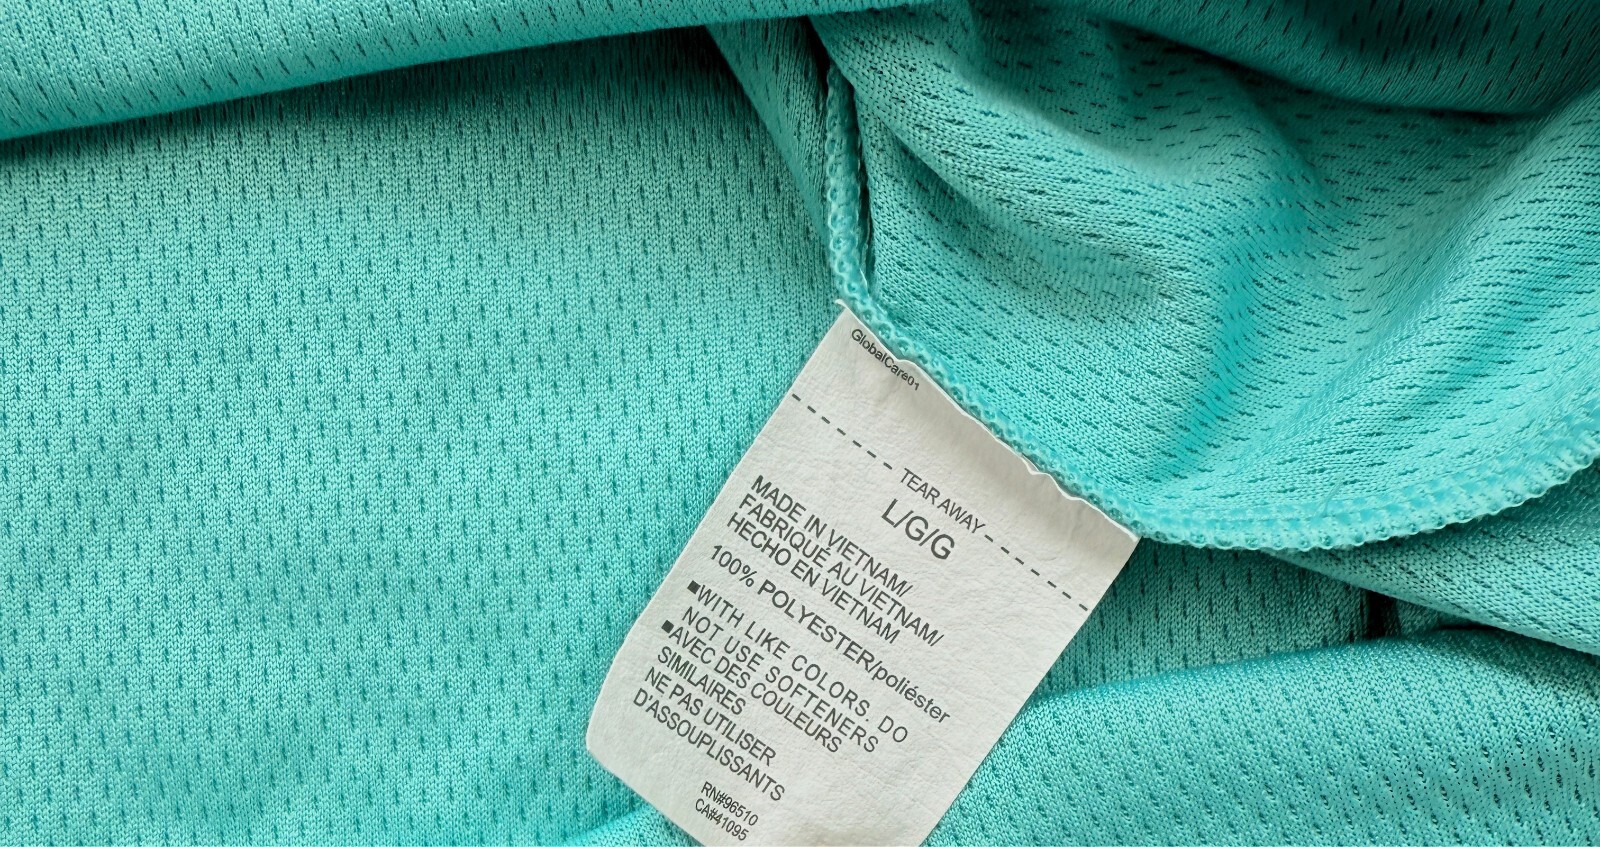 GlobalCare01
TEAR AWAY
L/G/G
MADE IN VIETNAM/
FABRIQUÉ AU VIETNAM/
HECHO EN VIETNAM
100% POLYESTER/poliéster
■WITH LIKE COLORS. DO
NOT USE SOFTENERS
■AVEC DES COULEURS
SIMILAIRES
NE PAS UTILISER
D'ASSOUPLISSANTS
RN#96510
CA#41095